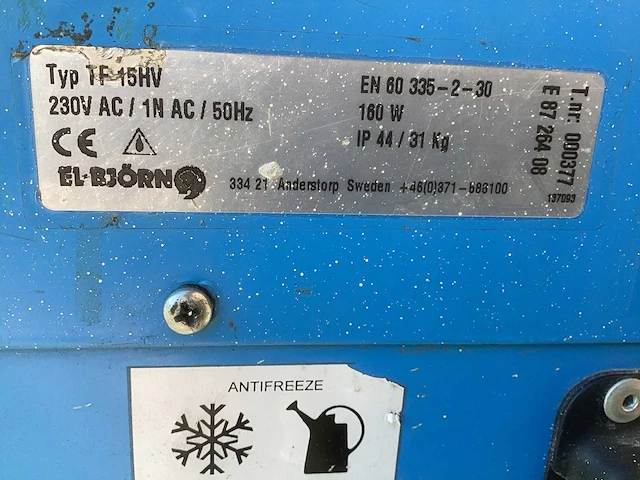 Typ TF 15HV
230V AC / 1N AC / 50Hz
CE
EL-BJÖRN
EN 60 335-2-30
160 W
IP 44 / 31 Kg
334 21 Anderstorp Sweden +46(0)371-586100
T.nr. 000377
E 87 264 08
137093
ANTIFREEZE